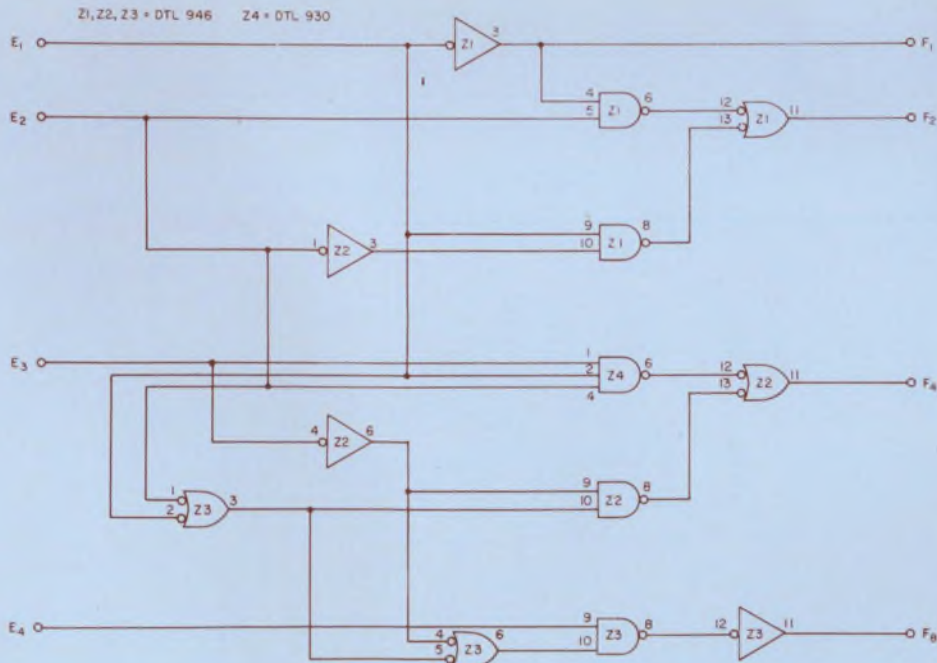 Z1, Z2, Z3 = DTL 946 Z4 = DTL 930
E1 Z1 3 F1
1
4 6 12
E2 5 Z1 13 Z1 11 F2
9 8
1 Z2 3 10 Z1
E3 1 6 12
2 Z4 13 Z2 11 F4
4
4 Z2 6
9 8
1 3 10 Z2
2 Z3
E4 9 8 12 11
4 6 10 Z3 Z3 F8
5 Z3